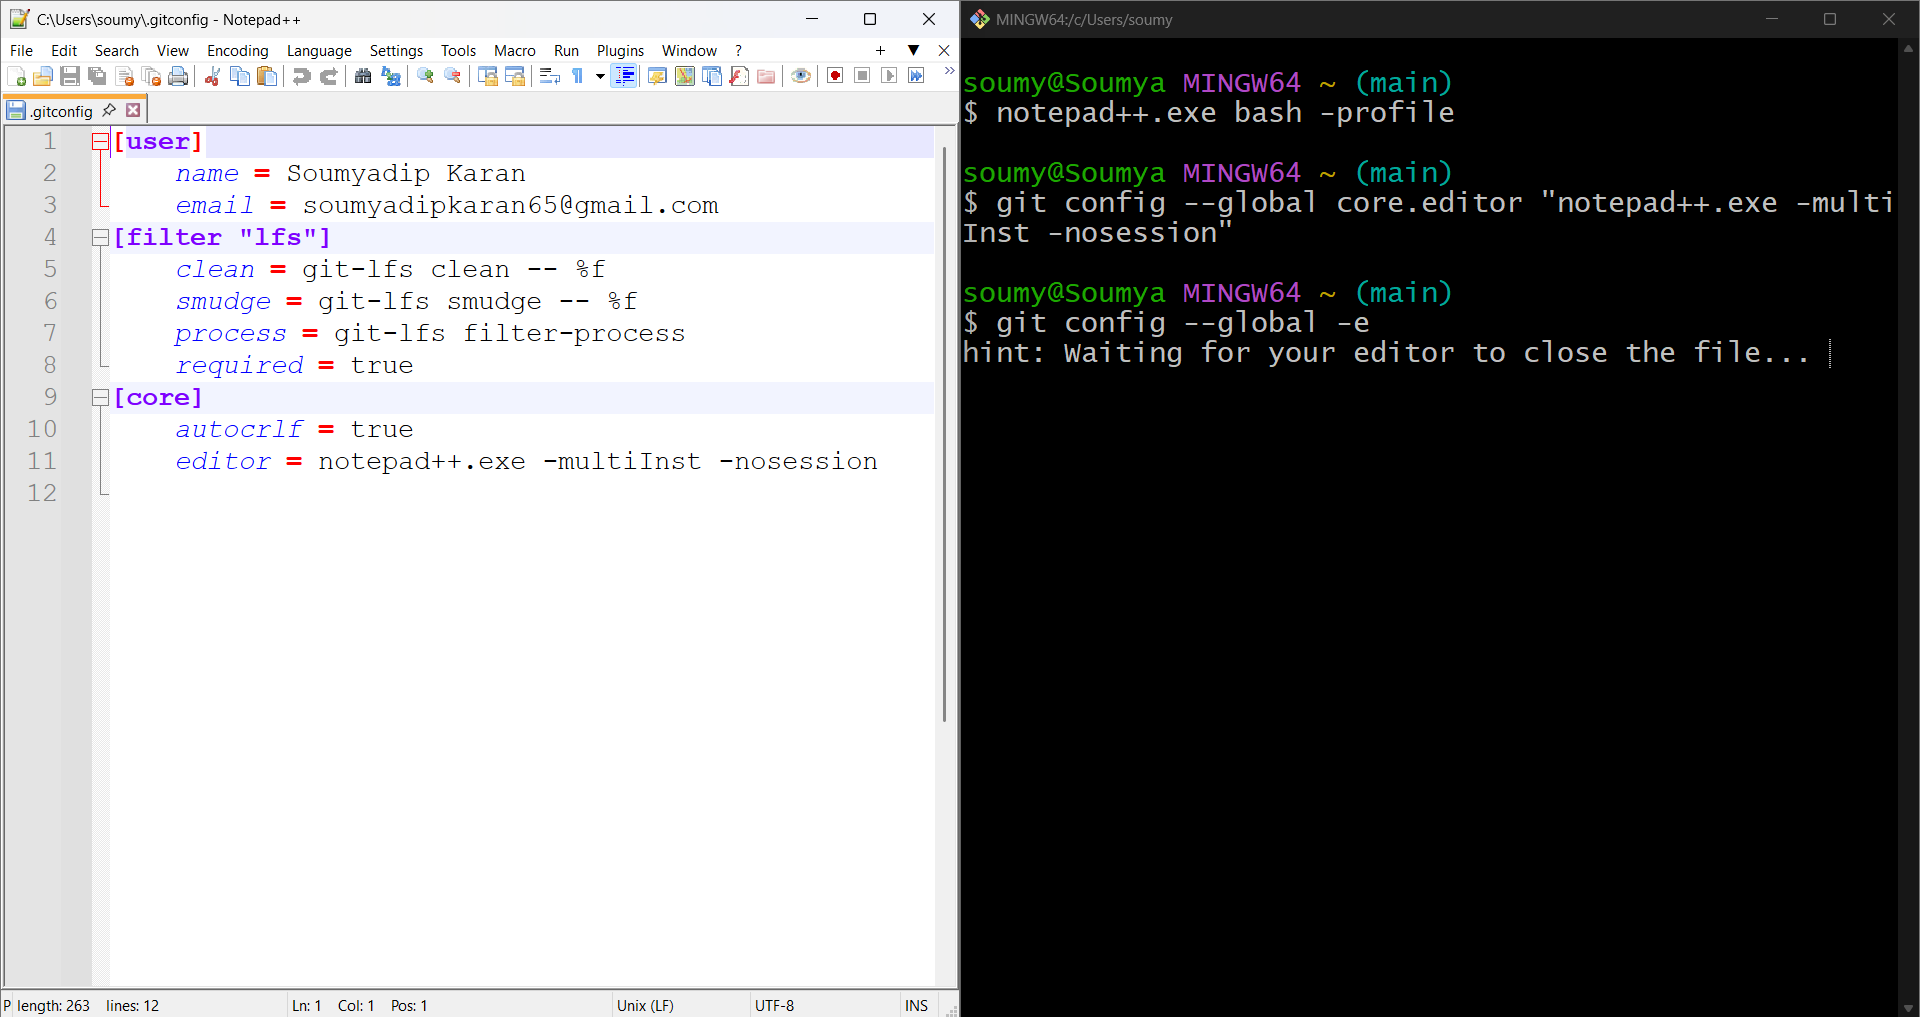 C:\Users\soumy\.gitconfig - Notepad++
File Edit Search View Encoding Language Settings Tools Macro Run Plugins Window ?
.gitconfig
1 [user]
2 name = Soumyadip Karan
3 email = soumyadipkaran65@gmail.com
4 [filter "lfs"]
5 clean = git-lfs clean -- %f
6 smudge = git-lfs smudge -- %f
7 process = git-lfs filter-process
8 required = true
9 [core]
10 autocrlf = true
11 editor = notepad++.exe -multiInst -nosession
12
P length: 263 lines: 12 Ln: 1 Col: 1 Pos: 1 Unix (LF) UTF-8 INS
MINGW64:/c/Users/soumy
soumy@Soumya MINGW64 ~ (main)
$ notepad++.exe bash -profile
soumy@Soumya MINGW64 ~ (main)
$ git config --global core.editor "notepad++.exe -multi
Inst -nosession"
soumy@Soumya MINGW64 ~ (main)
$ git config --global -e
hint: Waiting for your editor to close the file...